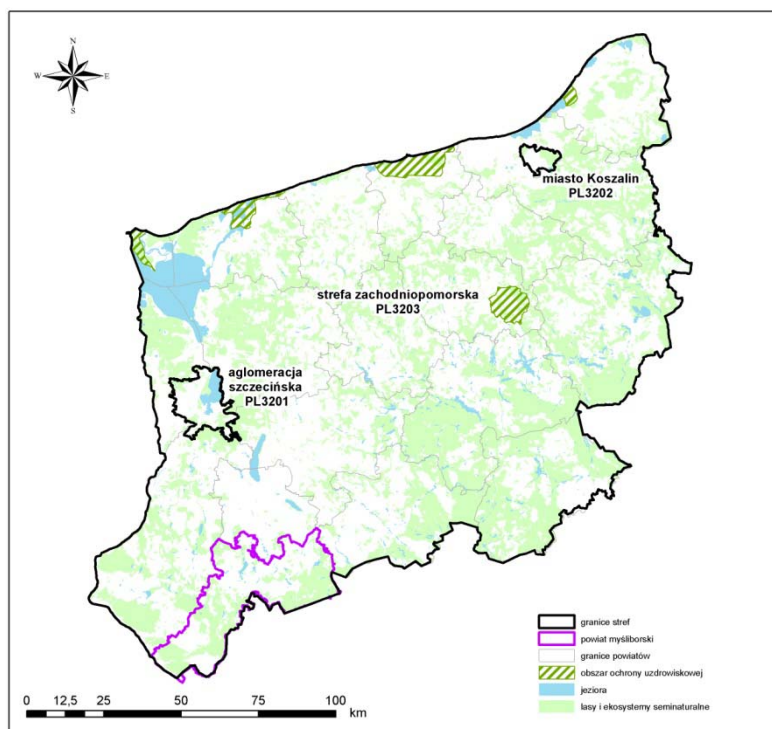 N
W E
S
miasto Koszalin
PL3202
strefa zachodniopomorska
PL3203
aglomeracja
szczecińska
PL3201
granice stref
powiat myśliborski
granice powiatów
obszar ochrony uzdrowiskowej
jeziora
lasy i ekosystemy seminaturalne
0 12,5 25 50 75 100
km